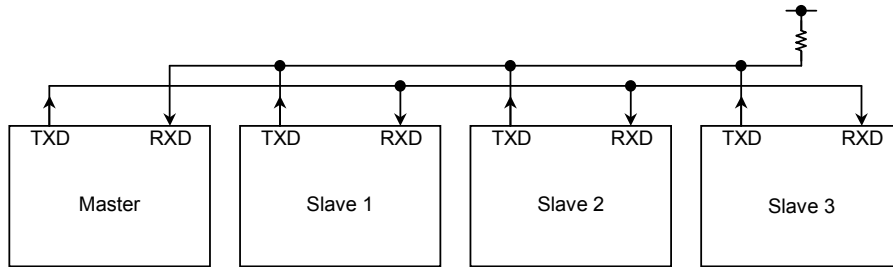 TXD RXD TXD RXD TXD RXD TXD RXD
Master Slave 1 Slave 2 Slave 3